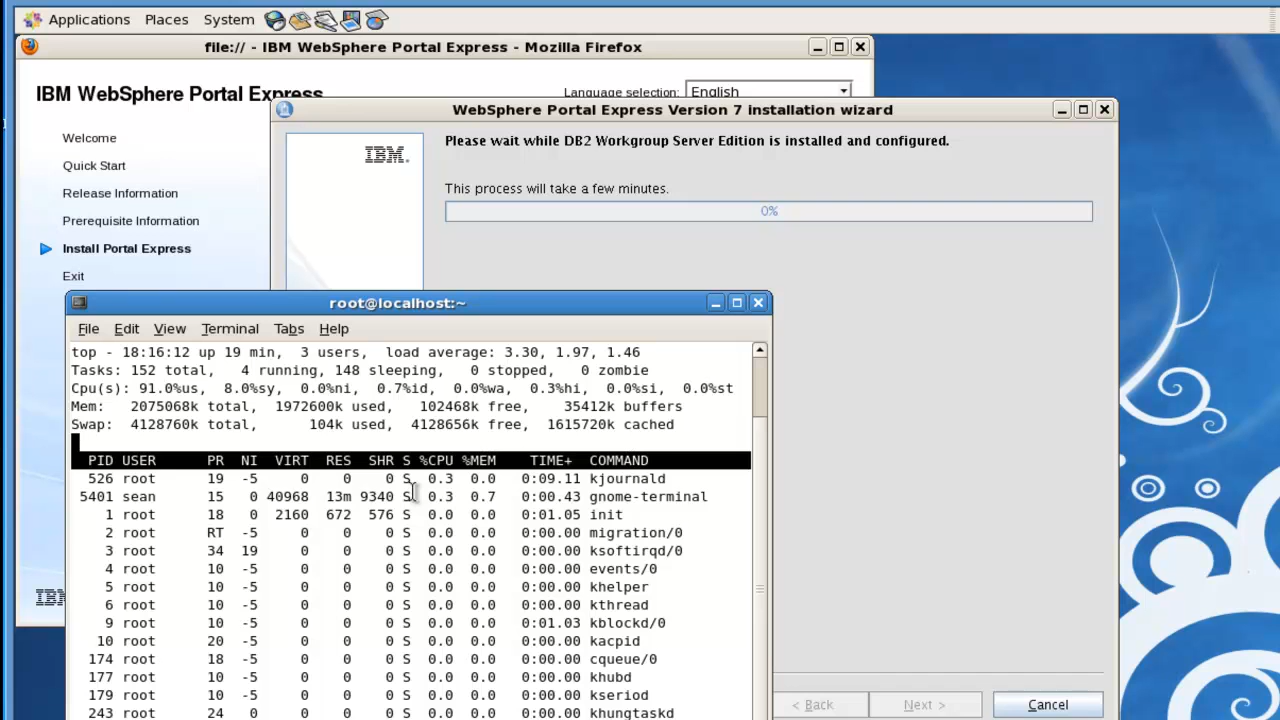 Applications Places System
file:// - IBM WebSphere Portal Express - Mozilla Firefox
IBM WebSphere Portal Express
Language selection: English
Welcome
Quick Start
Release Information
Prerequisite Information
Install Portal Express
Exit
IBM
WebSphere Portal Express Version 7 installation wizard
IBM.
Please wait while DB2 Workgroup Server Edition is installed and configured.
This process will take a few minutes.
0%
< Back Next > Cancel
root@localhost:~
File Edit View Terminal Tabs Help
top - 18:16:12 up 19 min, 3 users, load average: 3.30, 1.97, 1.46
Tasks: 152 total, 4 running, 148 sleeping, 0 stopped, 0 zombie
Cpu(s): 91.0%us, 8.0%sy, 0.0%ni, 0.7%id, 0.0%wa, 0.3%hi, 0.0%si, 0.0%st
Mem: 2075068k total, 1972600k used, 102468k free, 35412k buffers
Swap: 4128760k total, 104k used, 4128656k free, 1615720k cached
PID USER PR NI VIRT RES SHR S %CPU %MEM TIME+ COMMAND
526 root 19 -5 0 0 0 S 0.3 0.0 0:09.11 kjournald
5401 sean 15 0 40968 13m 9340 S 0.3 0.7 0:00.43 gnome-terminal
1 root 18 0 2160 672 576 S 0.0 0.0 0:01.05 init
2 root RT -5 0 0 0 S 0.0 0.0 0:00.00 migration/0
3 root 34 19 0 0 0 S 0.0 0.0 0:00.00 ksoftirqd/0
4 root 10 -5 0 0 0 S 0.0 0.0 0:00.00 events/0
5 root 10 -5 0 0 0 S 0.0 0.0 0:00.00 khelper
6 root 10 -5 0 0 0 S 0.0 0.0 0:00.00 kthread
9 root 10 -5 0 0 0 S 0.0 0.0 0:01.03 kblockd/0
10 root 20 -5 0 0 0 S 0.0 0.0 0:00.00 kacpid
174 root 18 -5 0 0 0 S 0.0 0.0 0:00.00 cqueue/0
177 root 10 -5 0 0 0 S 0.0 0.0 0:00.00 khubd
179 root 10 -5 0 0 0 S 0.0 0.0 0:00.00 kseriod
243 root 24 0 0 0 0 S 0.0 0.0 0:00.00 khungtaskd